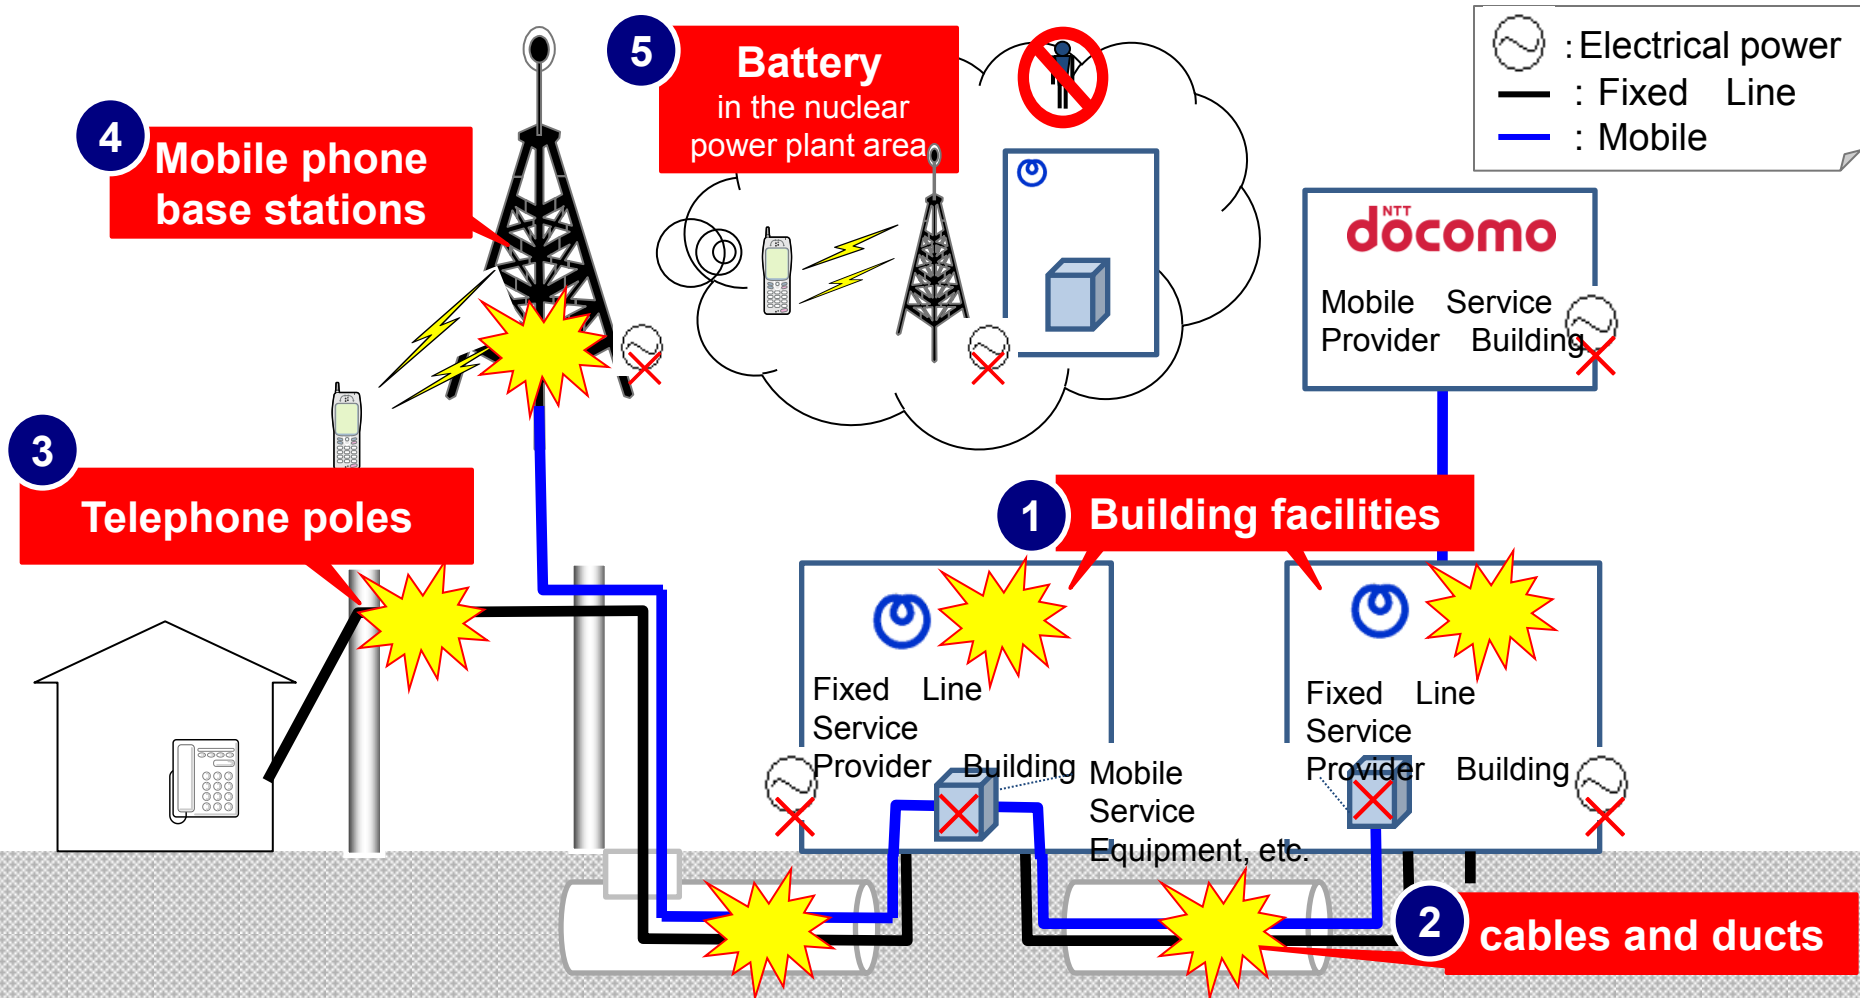 5
Battery
in the nuclear
power plant area
: Electrical power
: Fixed Line
: Mobile
4
Mobile phone
base stations
NTT
döcomo
Mobile Service
Provider Building
3
Telephone poles
1
Building facilities
Fixed Line
Service
Provider Building
Mobile
Service
Equipment, etc.
Fixed Line
Service
Provider Building
2
cables and ducts